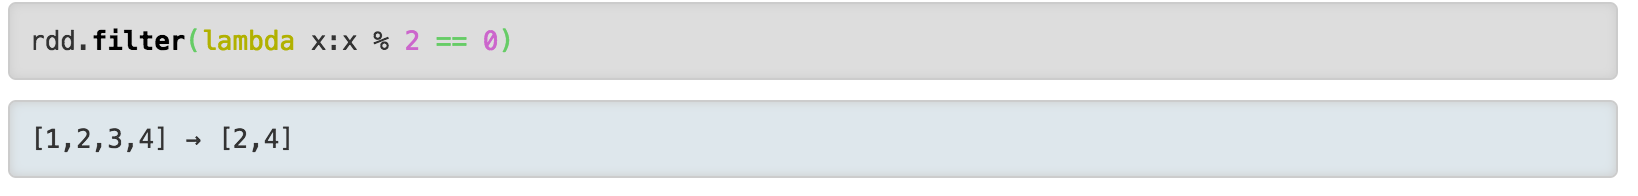 rdd.filter(lambda x:x % 2 == 0)
[1,2,3,4] → [2,4]